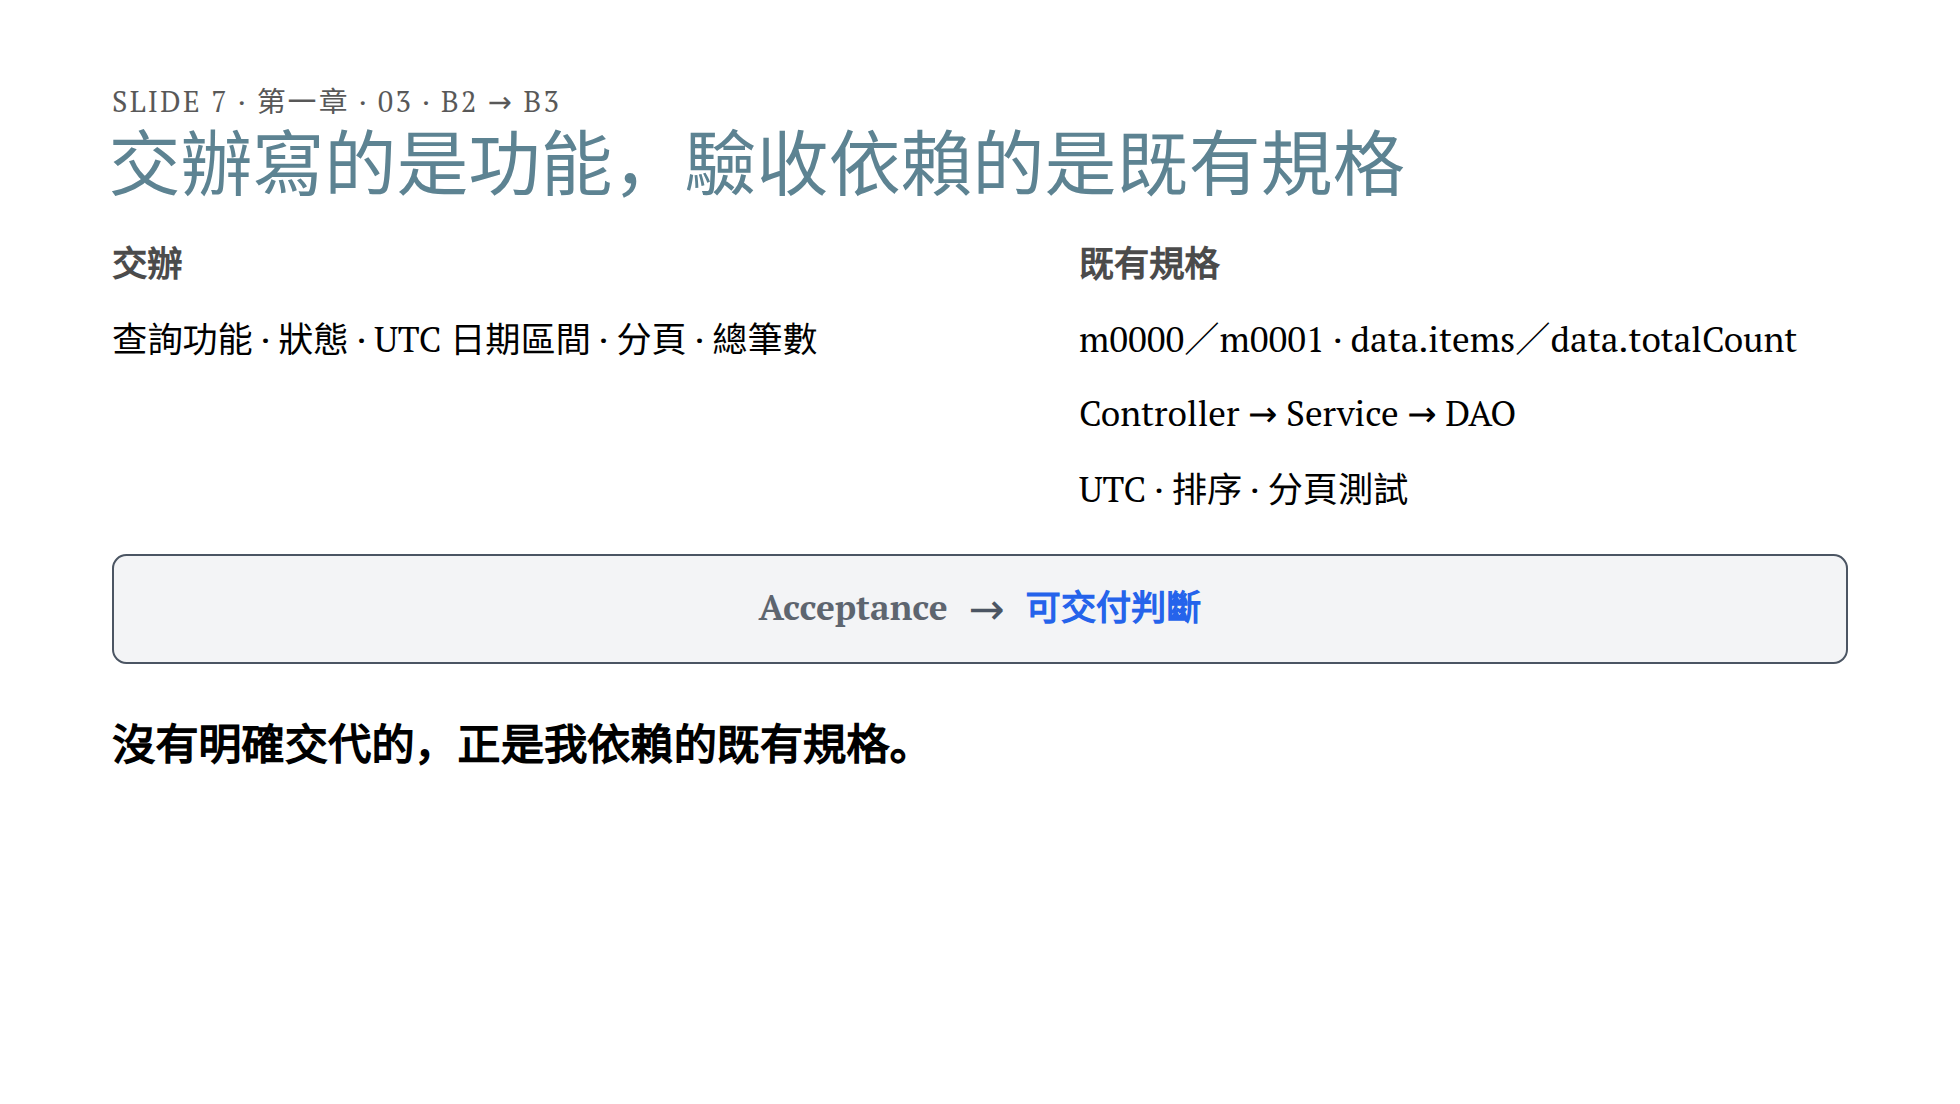 SLIDE 7 · 第一章 · 03 · B2 → B3
交辦寫的是功能，驗收依賴的是既有規格
交辦
查詢功能 · 狀態 · UTC 日期區間 · 分頁 · 總筆數
既有規格
m0000／m0001 · data.items／data.totalCount
Controller → Service → DAO
UTC · 排序 · 分頁測試
Acceptance → 可交付判斷
沒有明確交代的，正是我依賴的既有規格。